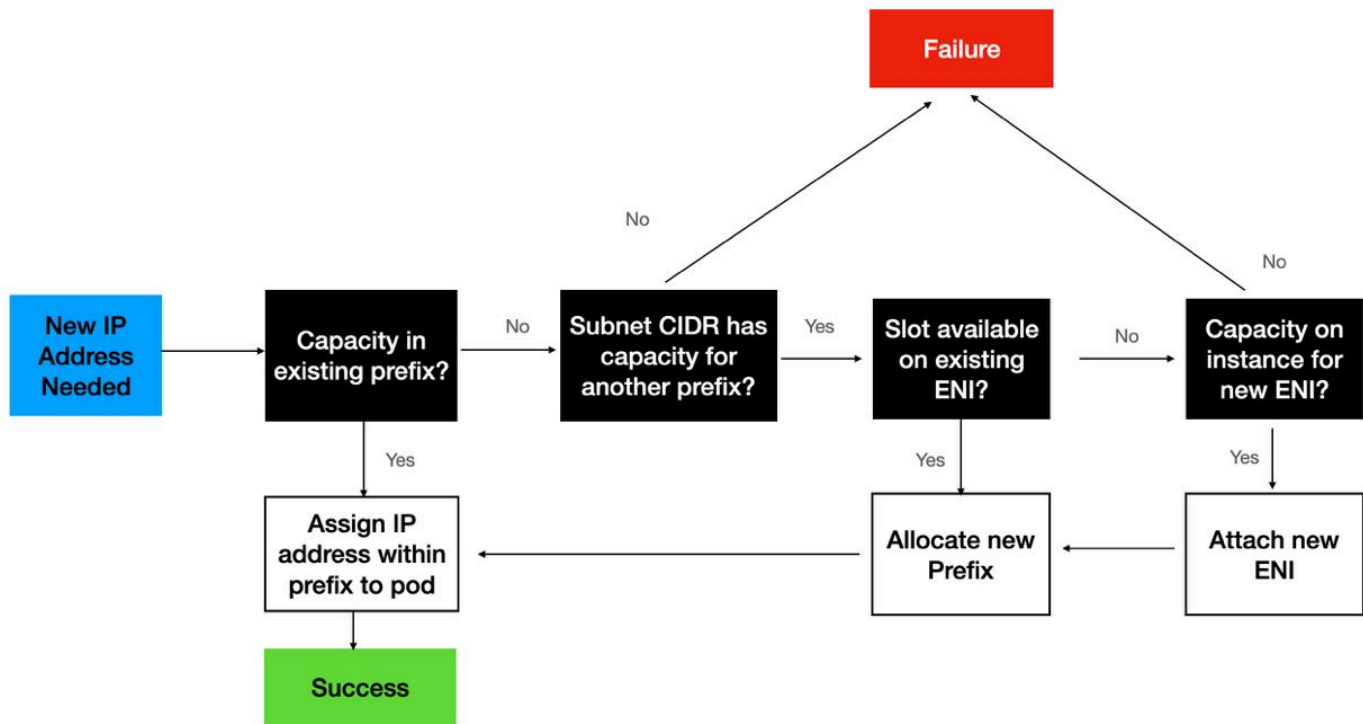 Failure
No
No
New IP
Address
Needed
Capacity in
existing prefix?
No
Subnet CIDR has
capacity for
another prefix?
Yes
Slot available
on existing
ENI?
No
Capacity on
instance for
new ENI?
Yes
Yes
Yes
Assign IP
address within
prefix to pod
Allocate new
Prefix
Attach new
ENI
Success